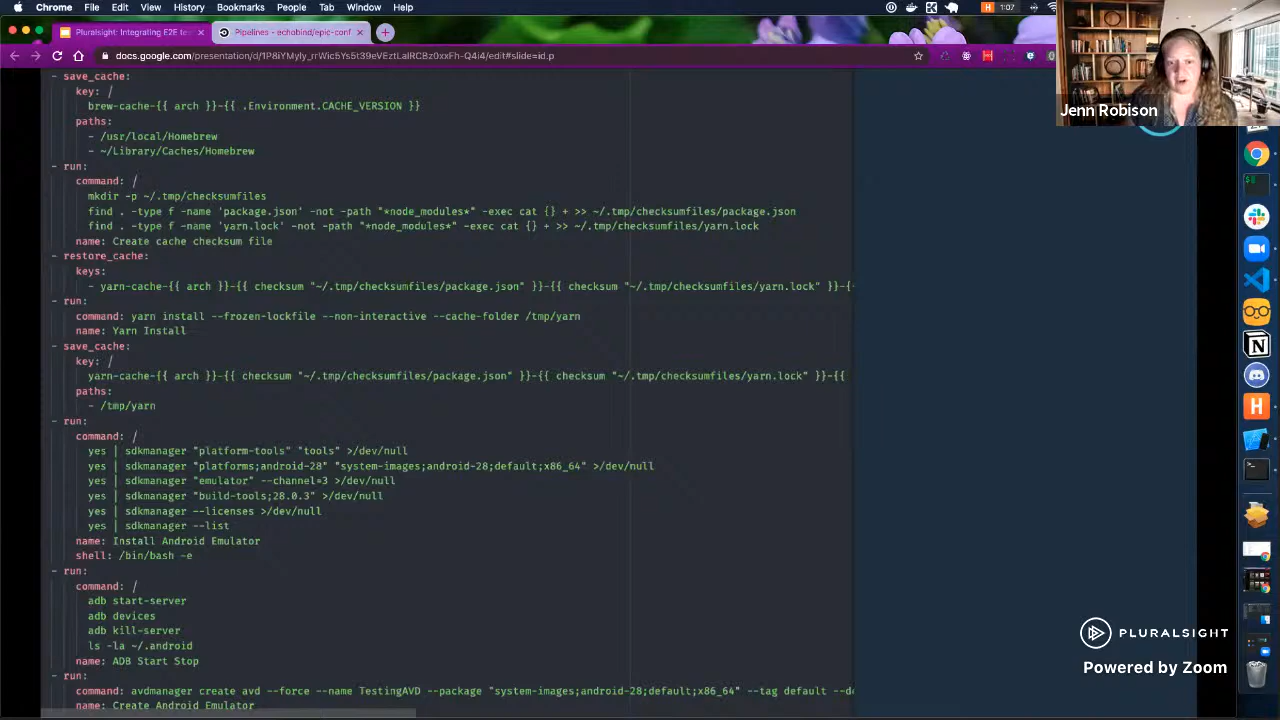 Chrome File Edit View History Bookmarks People Tab Window Help
1:07
Pluralsight: Integrating E2E te
Pipelines - echobind/epic-conf
docs.google.com/presentation/d/1P8iYMyly_rrWic5Ys5t39eVEztLalRCBz0xxFh-Q4i4/edit#slide=id.p
Jenn Robison
- save_cache:
key: |
brew-cache-{{ arch }}-{{ .Environment.CACHE_VERSION }}
paths:
- /usr/local/Homebrew
- ~/Library/Caches/Homebrew
- run:
command: |
mkdir -p ~/.tmp/checksumfiles
find . -type f -name 'package.json' -not -path "*node_modules*" -exec cat {} + >> ~/.tmp/checksumfiles/package.json
find . -type f -name 'yarn.lock' -not -path "*node_modules*" -exec cat {} + >> ~/.tmp/checksumfiles/yarn.lock
name: Create cache checksum file
- restore_cache:
keys:
- yarn-cache-{{ arch }}-{{ checksum "~/.tmp/checksumfiles/package.json" }}-{{ checksum "~/.tmp/checksumfiles/yarn.lock" }}-{
- run:
command: yarn install --frozen-lockfile --non-interactive --cache-folder /tmp/yarn
name: Yarn Install
- save_cache:
key: |
yarn-cache-{{ arch }}-{{ checksum "~/.tmp/checksumfiles/package.json" }}-{{ checksum "~/.tmp/checksumfiles/yarn.lock" }}-{{
paths:
- /tmp/yarn
- run:
command: |
yes | sdkmanager "platform-tools" "tools" >/dev/null
yes | sdkmanager "platforms;android-28" "system-images;android-28;default;x86_64" >/dev/null
yes | sdkmanager "emulator" --channel=3 >/dev/null
yes | sdkmanager "build-tools;28.0.3" >/dev/null
yes | sdkmanager --licenses >/dev/null
yes | sdkmanager --list
name: Install Android Emulator
shell: /bin/bash -e
- run:
command: |
adb start-server
adb devices
adb kill-server
ls -la ~/.android
name: ADB Start Stop
- run:
command: avdmanager create avd --force --name TestingAVD --package "system-images;android-28;default;x86_64" --tag default --d
name: Create Android Emulator
PLURALSIGHT
Powered by Zoom